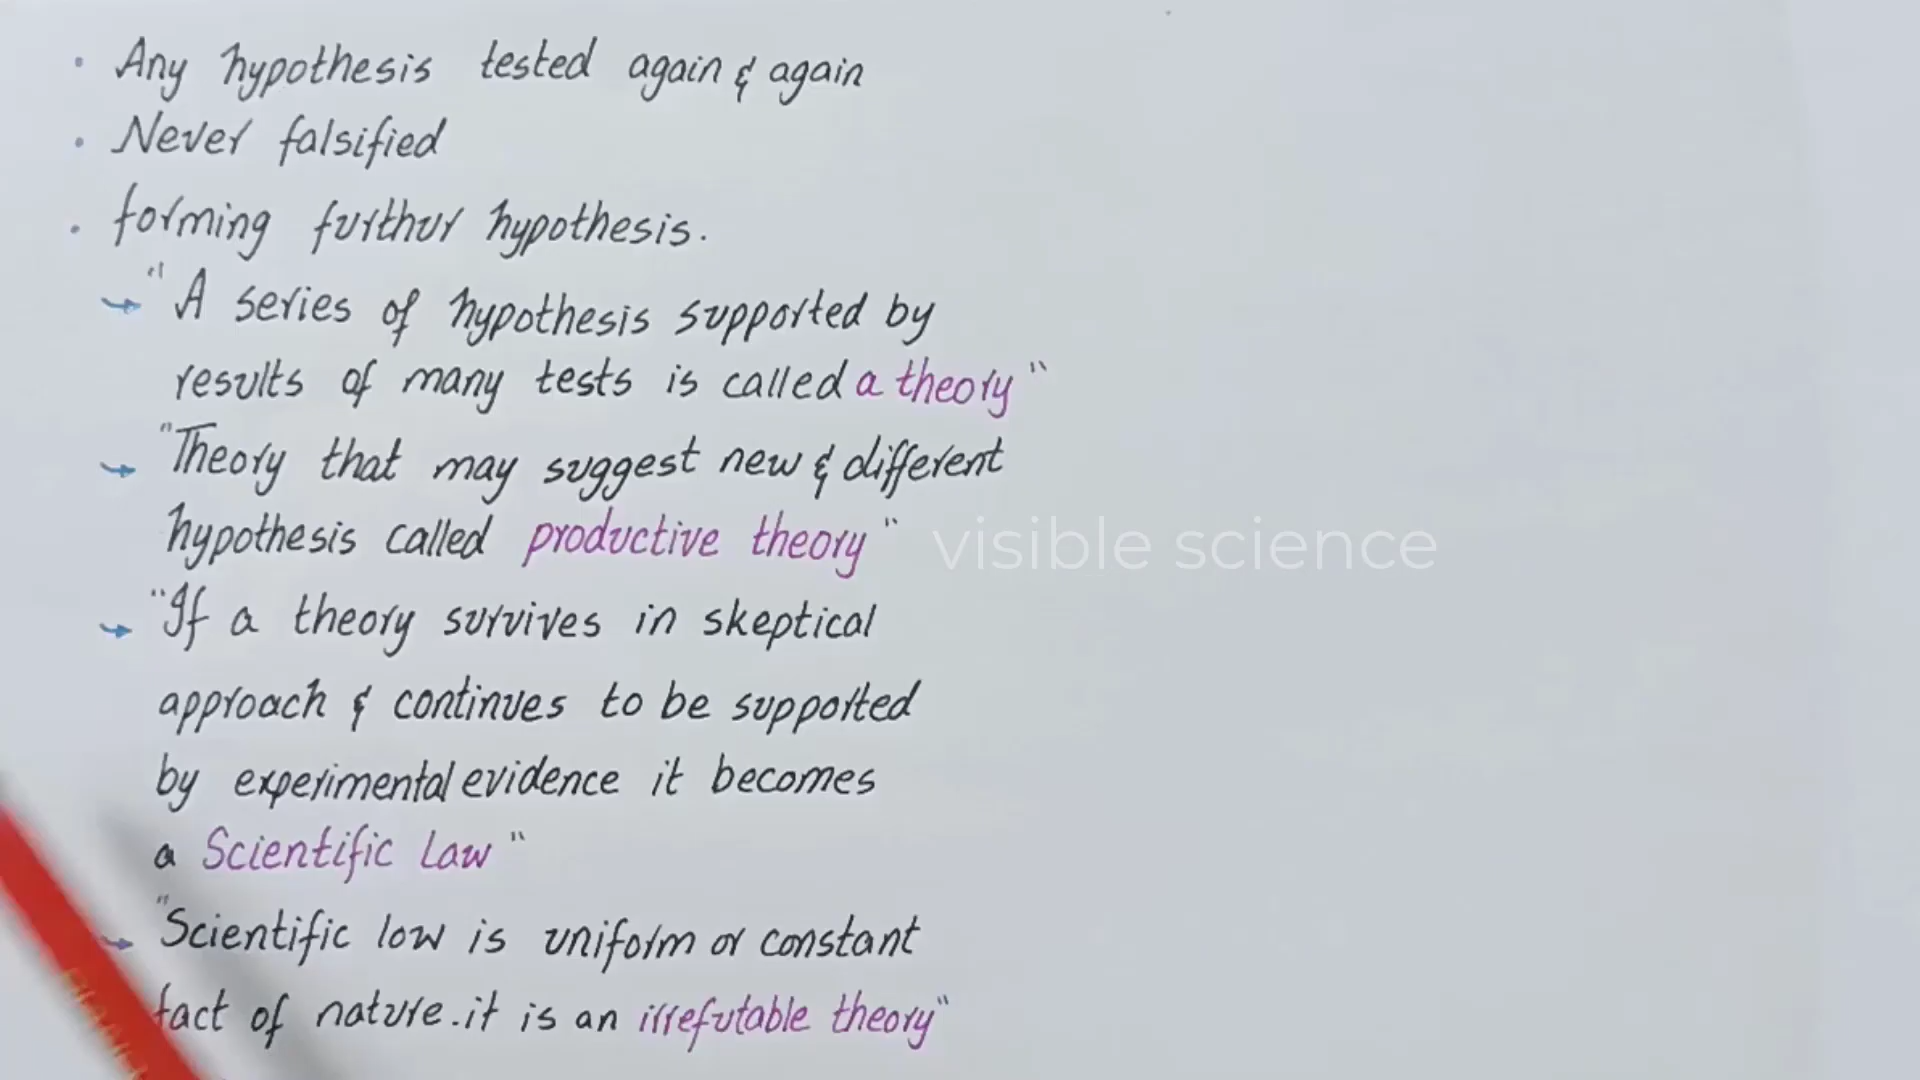 • Any hypothesis tested again & again
• Never falsified
• forming furthur hypothesis.
"A series of hypothesis supported by
results of many tests is called a theory"
"Theory that may suggest new & different
hypothesis called productive theory"
visible science
"If a theory survives in skeptical
approach & continues to be supported
by experimental evidence it becomes
a Scientific Law"
"Scientific low is uniform or constant
fact of nature. it is an irrefutable theory"